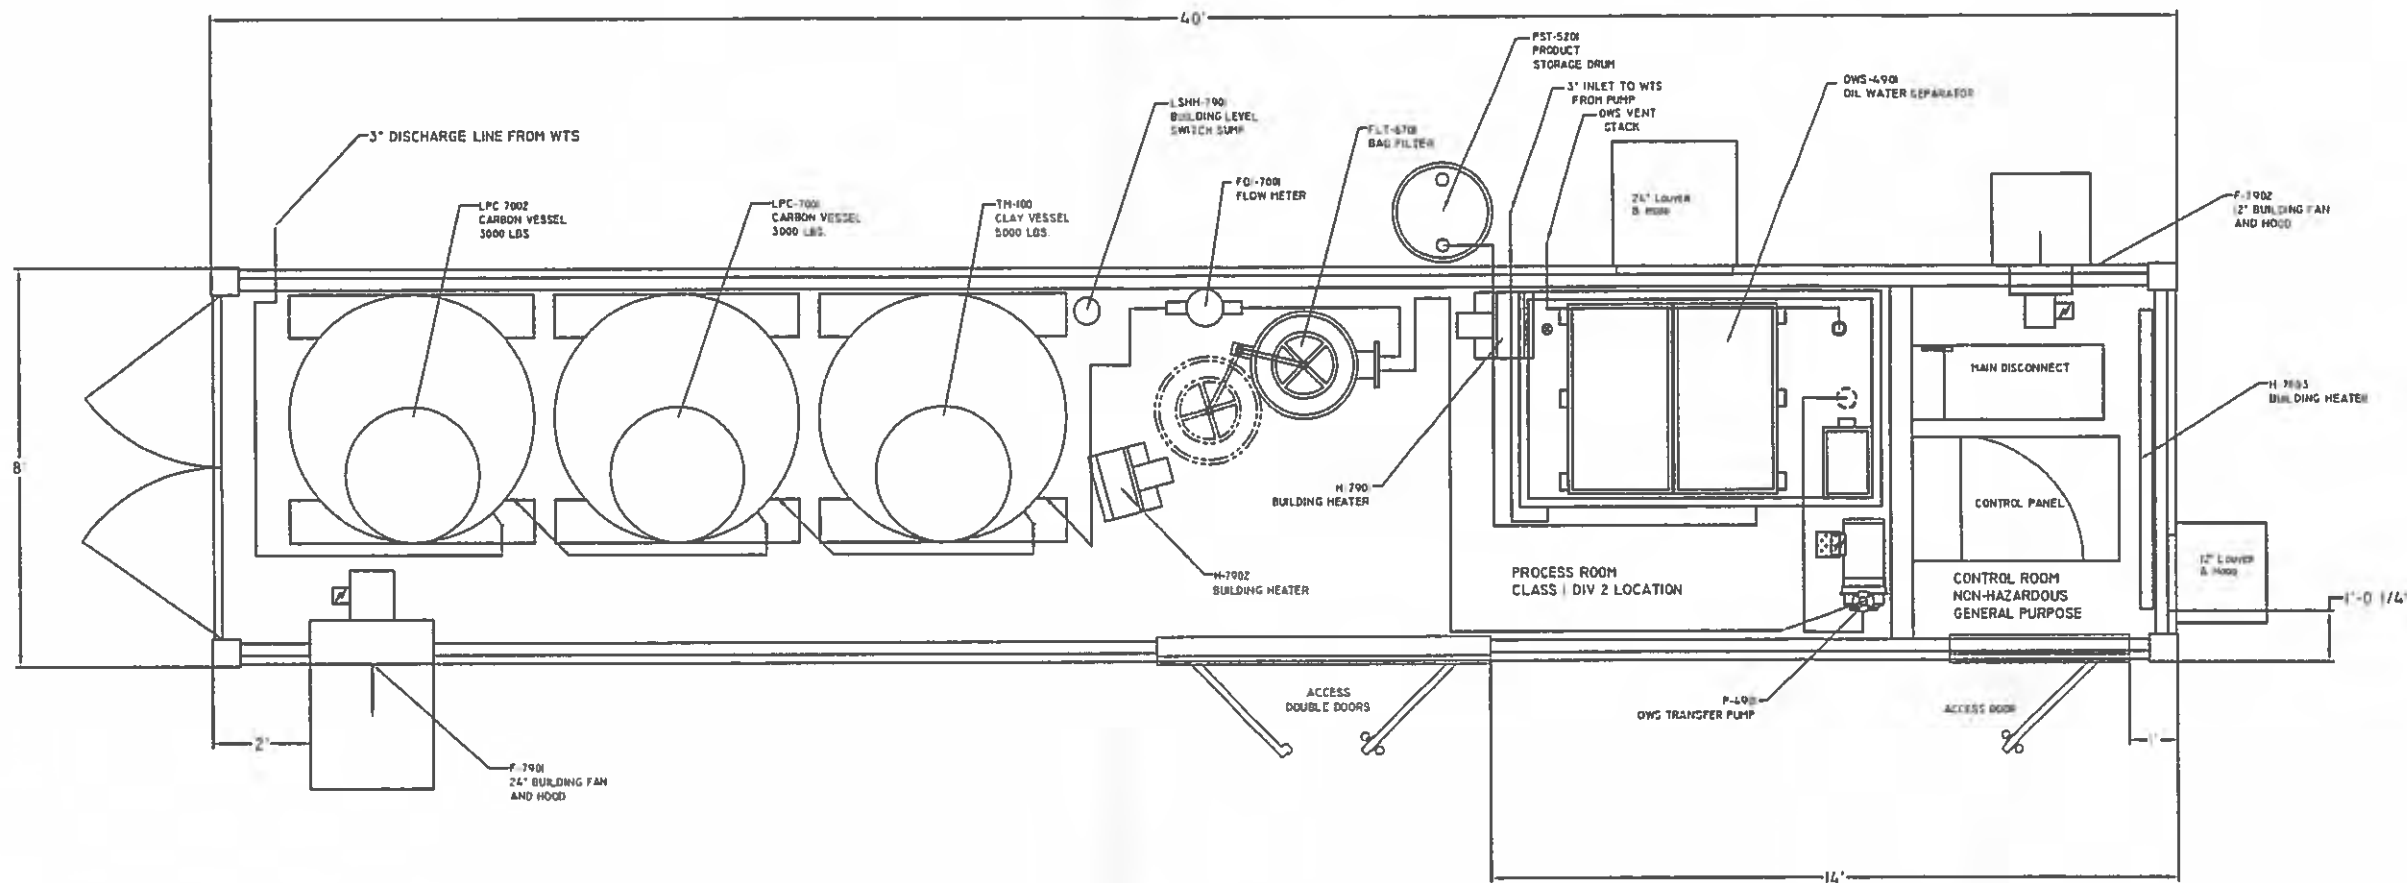 40'
PST-5201
PRODUCT
STORAGE DRUM
OWS-4901
OIL WATER SEPARATOR
3" INLET TO WTS
FROM PUMP
OWS VENT
STACK
LSHH-7901
BUILDING LEVEL
SWITCH SUMP
FLT-6701
BAG FILTER
3" DISCHARGE LINE FROM WTS
FQI-7001
FLOW METER
LPC 7002
CARBON VESSEL
3000 LBS
LPC-7001
CARBON VESSEL
3000 LBS.
TM-100
CLAY VESSEL
5000 LBS.
24" LOUVER
& HOOD
F-7902
12" BUILDING FAN
AND HOOD
MAIN DISCONNECT
H-7903
BUILDING HEATER
8'
H-7901
BUILDING HEATER
CONTROL PANEL
12" LOUVER
& HOOD
H-7902
BUILDING HEATER
PROCESS ROOM
CLASS 1 DIV 2 LOCATION
CONTROL ROOM
NON-HAZARDOUS
GENERAL PURPOSE
1'-0 1/4"
ACCESS
DOUBLE DOORS
P-4901
OWS TRANSFER PUMP
ACCESS DOOR
2'
1'
F-7901
24" BUILDING FAN
AND HOOD
14'